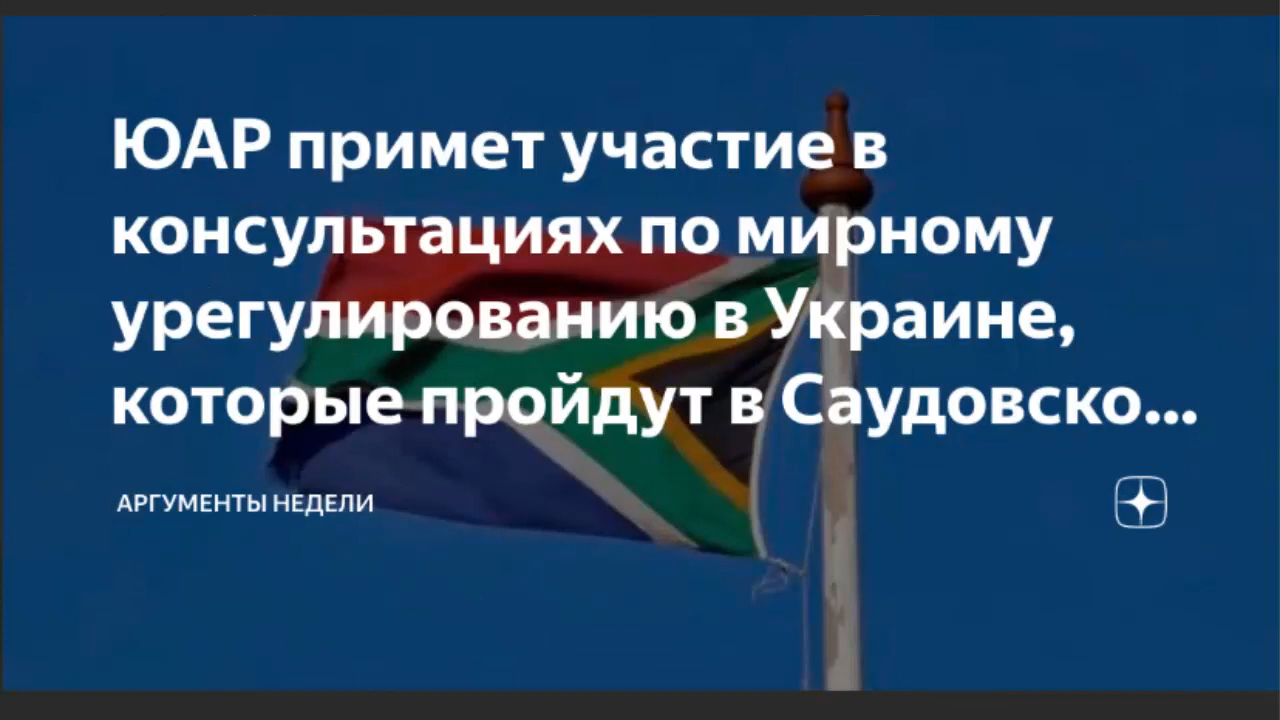 ЮАР примет участие в
консультациях по мирному
урегулированию в Украине,
которые пройдут в Саудовско...
АРГУМЕНТЫ НЕДЕЛИ